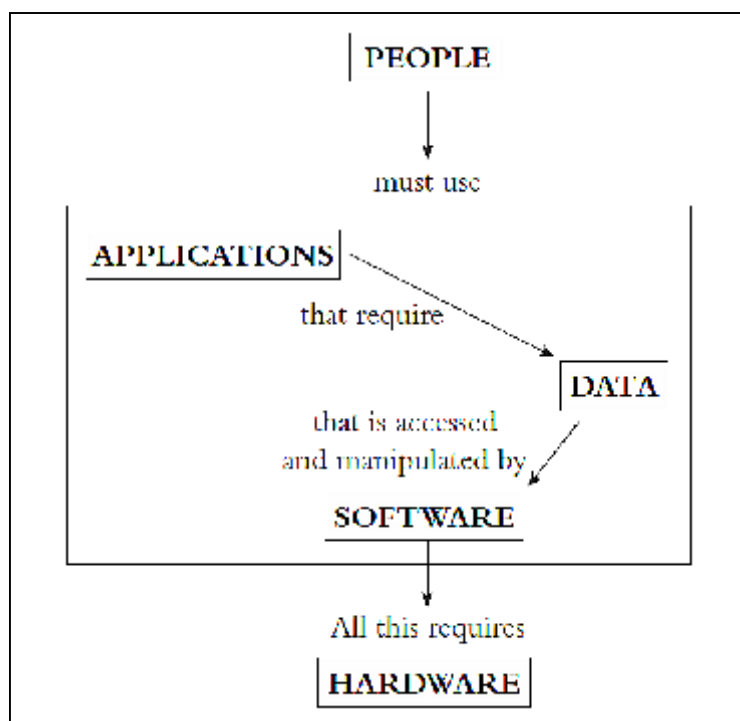 PEOPLE
must use
APPLICATIONS
that require
DATA
that is accessed
and manipulated by
SOFTWARE
All this requires
HARDWARE